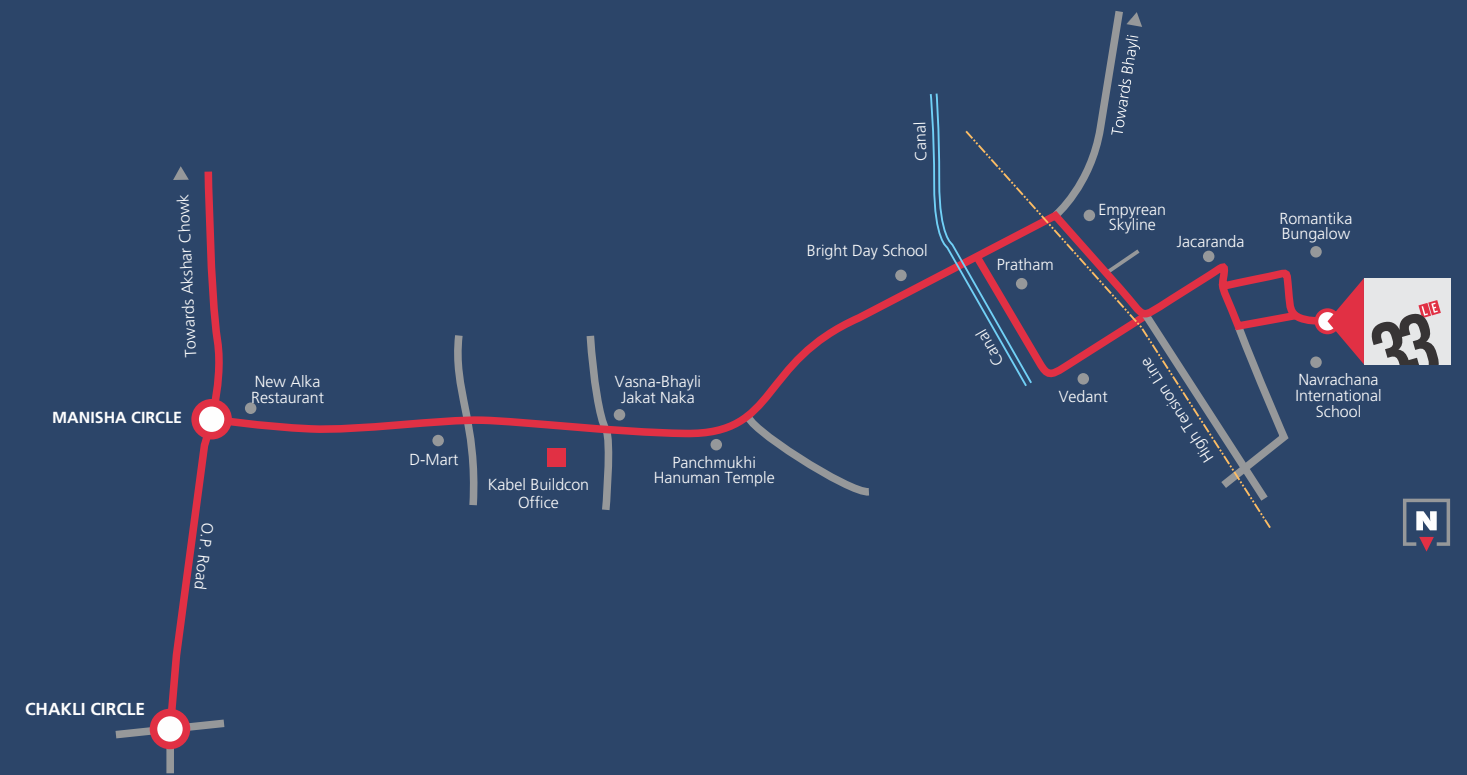 Towards Bhayli
Canal
Towards Akshar Chowk
Empyrean
Skyline
Romantika
Bungalow
Jacaranda
Bright Day School
Pratham
LE
33
Canal
New Alka
Restaurant
Vasna-Bhayli
Jakat Naka
Vedant
High Tension Line
Navrachana
International
School
MANISHA CIRCLE
D-Mart
Panchmukhi
Hanuman Temple
Kabel Buildcon
Office
O.P. Road
N
CHAKLI CIRCLE